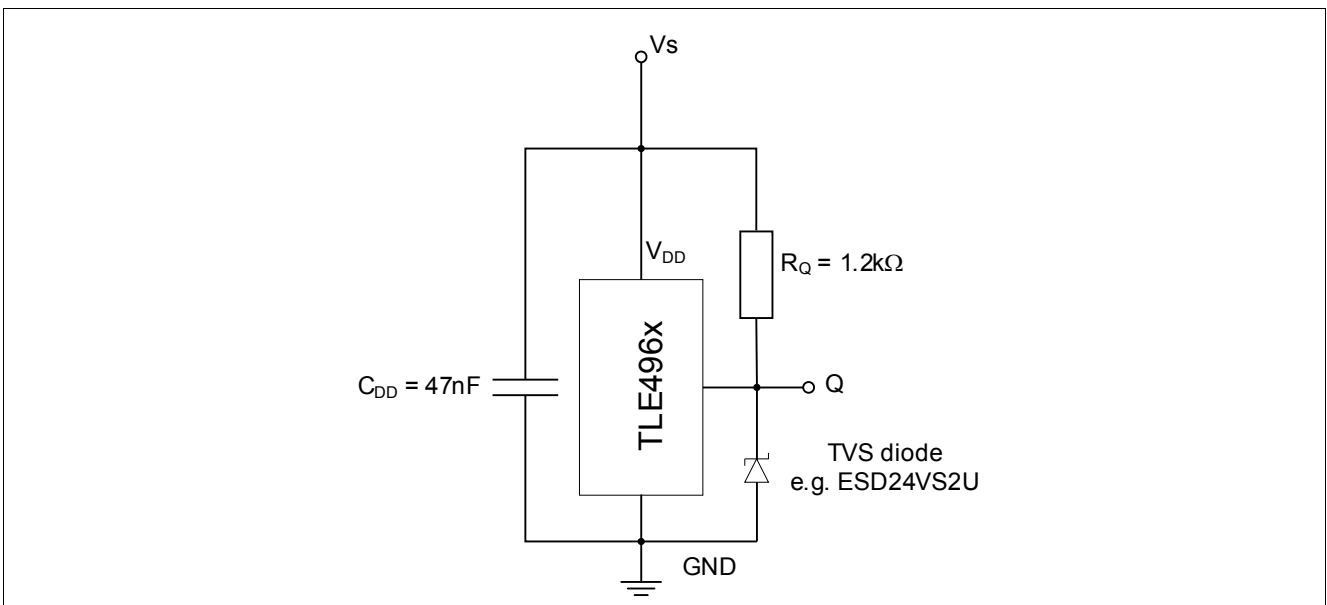 Vs
V_DD
R_Q = 1.2kΩ
TLE496x
C_DD = 47nF
Q
TVS diode
e.g. ESD24VS2U
GND